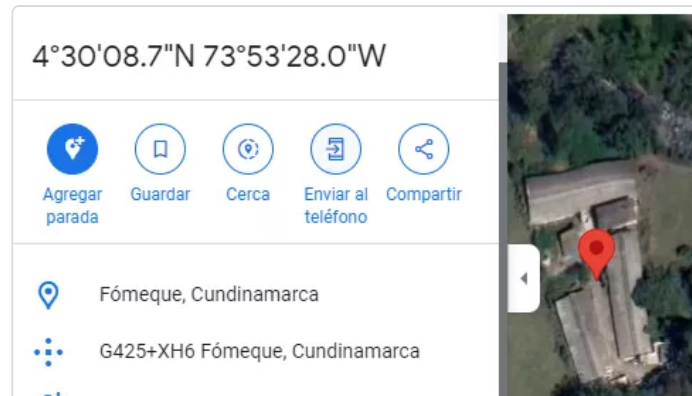 4°30'08.7"N 73°53'28.0"W
Agregar parada
Guardar
Cerca
Enviar al teléfono
Compartir
Fómeque, Cundinamarca
G425+XH6 Fómeque, Cundinamarca